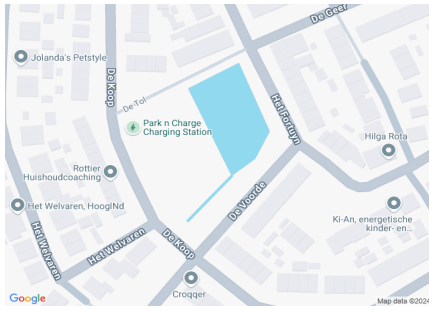 De Geer
Jolanda's Petstyle
De Koop
De Tol
Het Fortuyn
Park n Charge
Charging Station
Hilga Rota
Rottier
Huishoudcoaching
De Voorde
Het Welvaren, HooglNd
Het Welvaren
Het Welvaren
De Koop
Ki-An, energetische
kinder- en...
Croqqer
Google
Map data ©2024